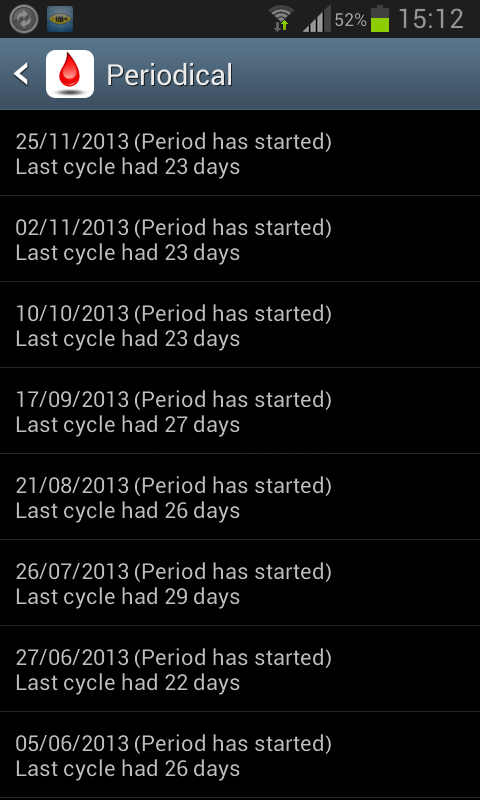 52% 15:12
Periodical
25/11/2013 (Period has started)
Last cycle had 23 days
02/11/2013 (Period has started)
Last cycle had 23 days
10/10/2013 (Period has started)
Last cycle had 23 days
17/09/2013 (Period has started)
Last cycle had 27 days
21/08/2013 (Period has started)
Last cycle had 26 days
26/07/2013 (Period has started)
Last cycle had 29 days
27/06/2013 (Period has started)
Last cycle had 22 days
05/06/2013 (Period has started)
Last cycle had 26 days